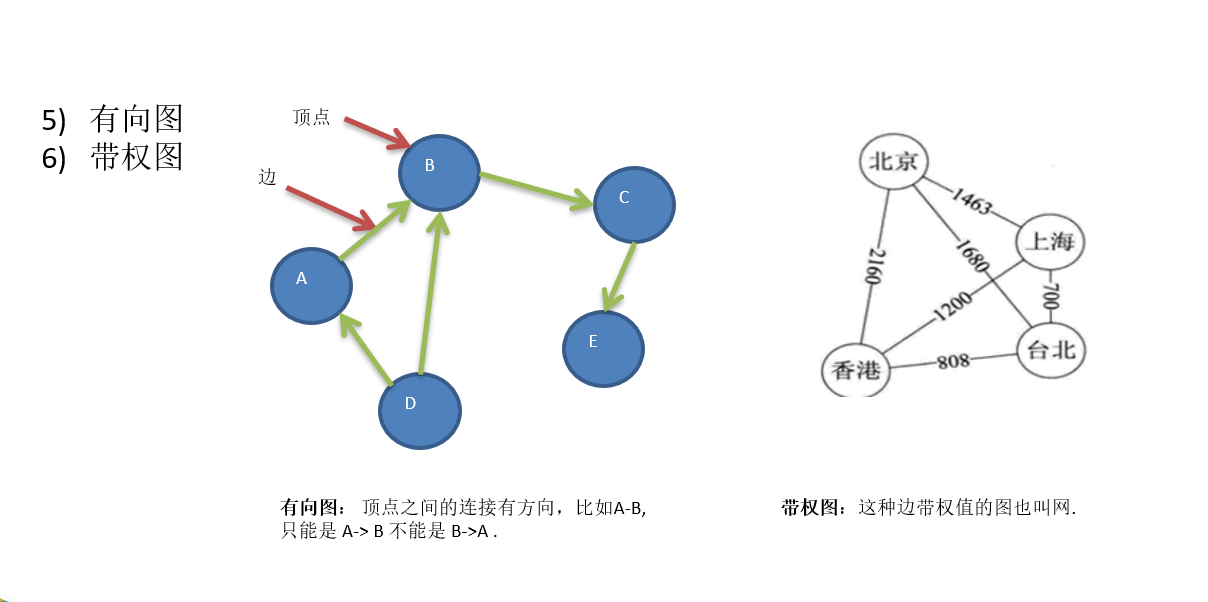 5) 有向图
6) 带权图
顶点
边
B
C
A
E
D
北京
1463
上海
1680
2160
700
1200
台北
808
香港
有向图： 顶点之间的连接有方向，比如A-B,
只能是 A-> B 不能是 B->A .
带权图：这种边带权值的图也叫网.